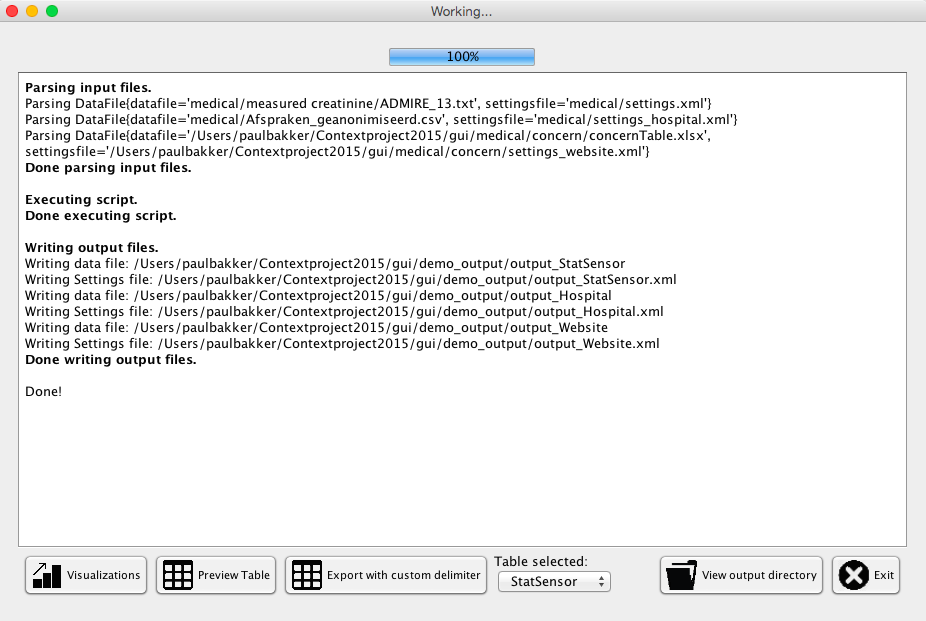 Working...
100%
Parsing input files.
Parsing DataFile{datafile='medical/measured creatinine/ADMIRE_13.txt', settingsfile='medical/settings.xml'}
Parsing DataFile{datafile='medical/Afspraken_geanonimiseerd.csv', settingsfile='medical/settings_hospital.xml'}
Parsing DataFile{datafile='/Users/paulbakker/Contextproject2015/gui/medical/concern/concernTable.xlsx',
settingsfile='/Users/paulbakker/Contextproject2015/gui/medical/concern/settings_website.xml'}
Done parsing input files.
Executing script.
Done executing script.
Writing output files.
Writing data file: /Users/paulbakker/Contextproject2015/gui/demo_output/output_StatSensor
Writing Settings file: /Users/paulbakker/Contextproject2015/gui/demo_output/output_StatSensor.xml
Writing data file: /Users/paulbakker/Contextproject2015/gui/demo_output/output_Hospital
Writing Settings file: /Users/paulbakker/Contextproject2015/gui/demo_output/output_Hospital.xml
Writing data file: /Users/paulbakker/Contextproject2015/gui/demo_output/output_Website
Writing Settings file: /Users/paulbakker/Contextproject2015/gui/demo_output/output_Website.xml
Done writing output files.
Done!
Visualizations
Preview Table
Export with custom delimiter
Table selected:
StatSensor
View output directory
Exit